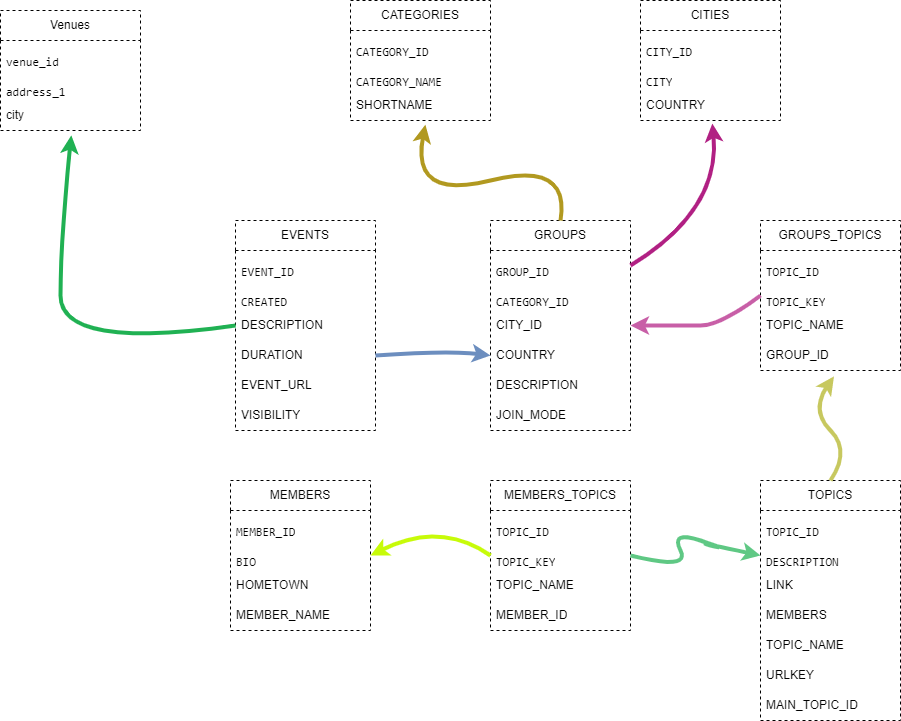 Venues
venue_id
address_1
city
CATEGORIES
CATEGORY_ID
CATEGORY_NAME
SHORTNAME
CITIES
CITY_ID
CITY
COUNTRY
EVENTS
EVENT_ID
CREATED
DESCRIPTION
DURATION
EVENT_URL
VISIBILITY
GROUPS
GROUP_ID
CATEGORY_ID
CITY_ID
COUNTRY
DESCRIPTION
JOIN_MODE
GROUPS_TOPICS
TOPIC_ID
TOPIC_KEY
TOPIC_NAME
GROUP_ID
MEMBERS
MEMBER_ID
BIO
HOMETOWN
MEMBER_NAME
MEMBERS_TOPICS
TOPIC_ID
TOPIC_KEY
TOPIC_NAME
MEMBER_ID
TOPICS
TOPIC_ID
DESCRIPTION
LINK
MEMBERS
TOPIC_NAME
URLKEY
MAIN_TOPIC_ID